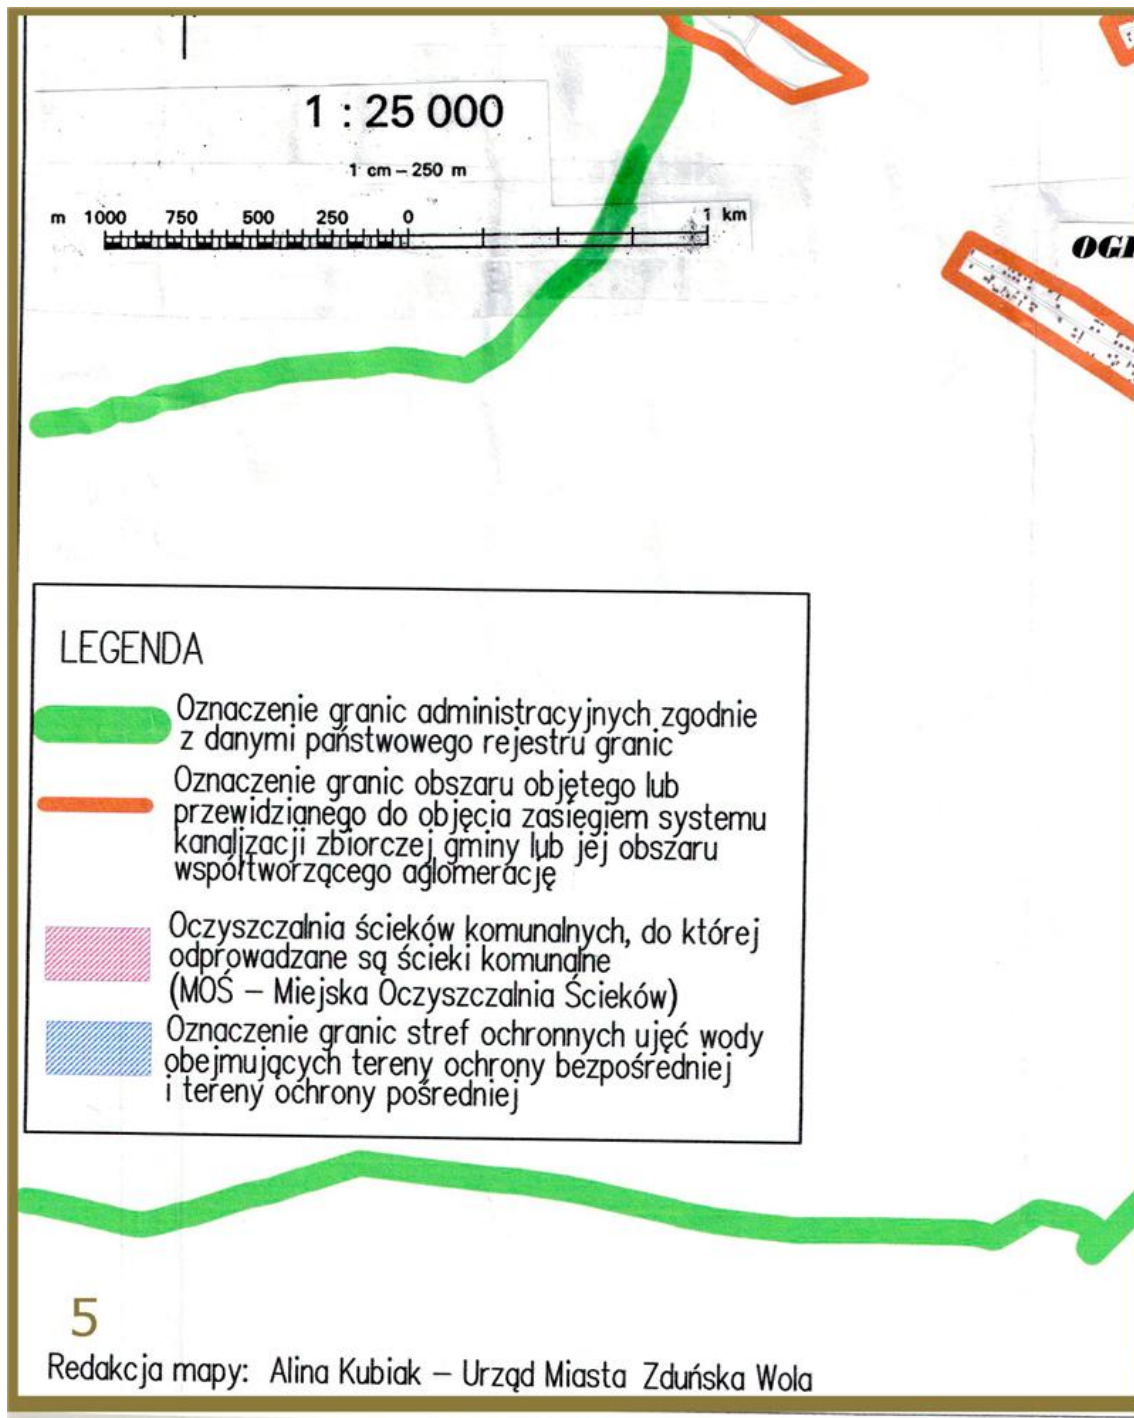 1 : 25 000
1 cm – 250 m
m 1000 750 500 250 0 1 km
LEGENDA
Oznaczenie granic administracyjnych zgodnie
z danymi państwowego rejestru granic
Oznaczenie granic obszaru objętego lub
przewidzianego do objęcia zasięgiem systemu
kanalizacji zbiorczej gminy lub jej obszaru
współtworzącego aglomerację
Oczyszczalnia ścieków komunalnych, do której
odprowadzane są ścieki komunalne
(MOŚ – Miejska Oczyszczalnia Ścieków)
Oznaczenie granic stref ochronnych ujęć wody
obejmujących tereny ochrony bezpośredniej
i tereny ochrony pośredniej
5
Redakcja mapy: Alina Kubiak – Urząd Miasta Zduńska Wola